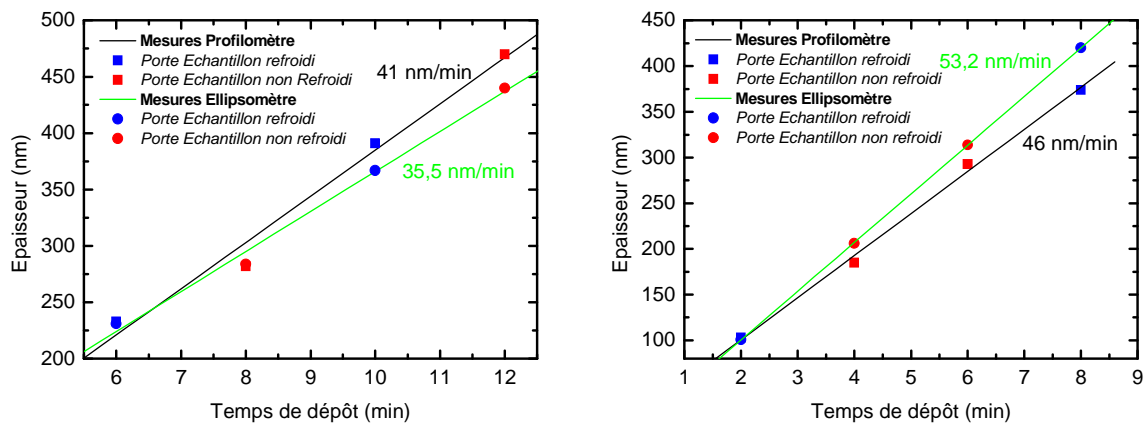 500
450
400
350
300
250
200
Epaisseur (nm)
Mesures Profilomètre
Porte Echantillon refroidi
Porte Echantillon non Refroidi
Mesures Ellipsomètre
Porte Echantillon refroidi
Porte Echantillon non refroidi
41 nm/min
35,5 nm/min
6 7 8 9 10 11 12
Temps de dépôt (min)
450
400
350
300
250
200
150
100
Epaisseur (nm)
Mesures Profilomètre
Porte Echantillon refroidi
Porte Echantillon non refroidi
Mesures Ellipsomètre
Porte Echantillon refroidi
Porte Echantillon non refroidi
53,2 nm/min
46 nm/min
1 2 3 4 5 6 7 8 9
Temps de dépôt (min)